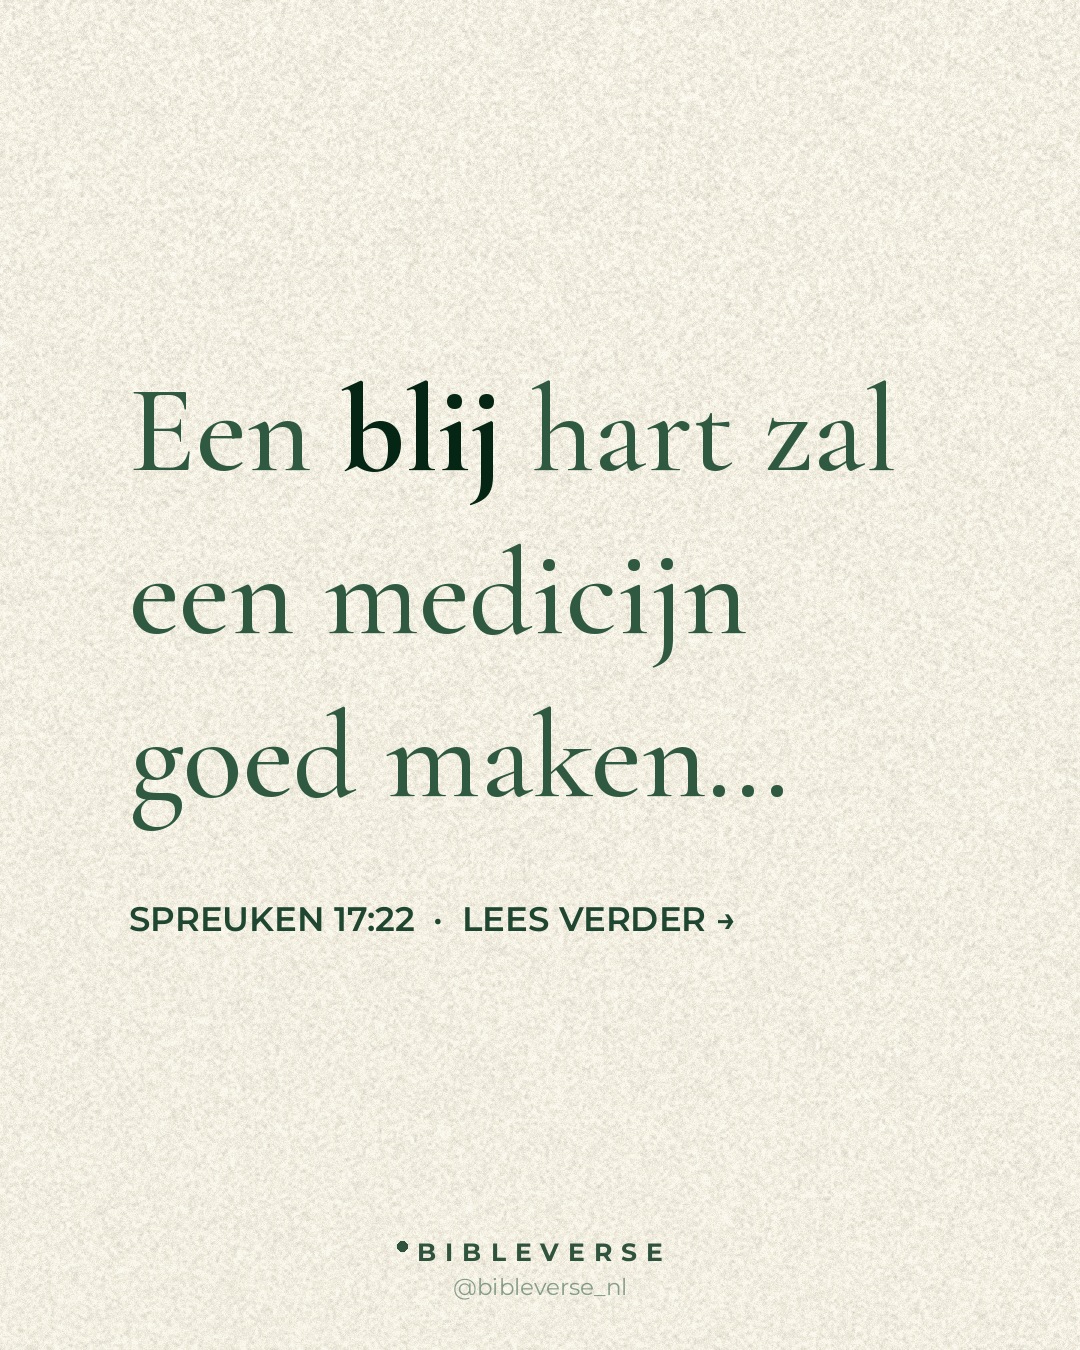 Een blij hart zal
een medicijn
goed maken...
SPREUKEN 17:22 · LEES VERDER →
BIBLEVERSE
@bibleverse_nl